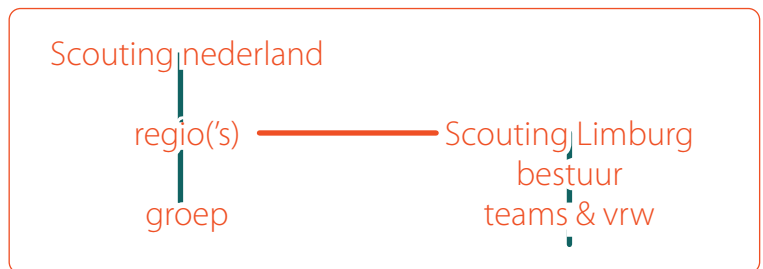 Scouting nederland
regio('s)
groep
Scouting Limburg
bestuur
teams & vrw